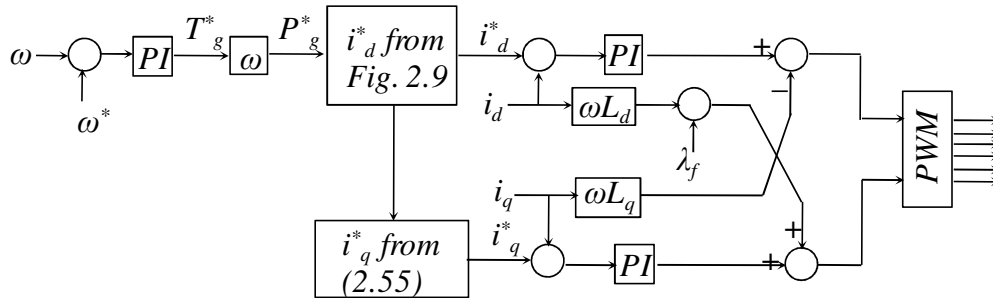 ω
ω*
PI
T*g
ω
P*g
i*d from
Fig. 2.9
i*d
PI
+
−
id
ωLd
λf
PWM
iq
ωLq
i*q from
(2.55)
i*q
PI
+
+